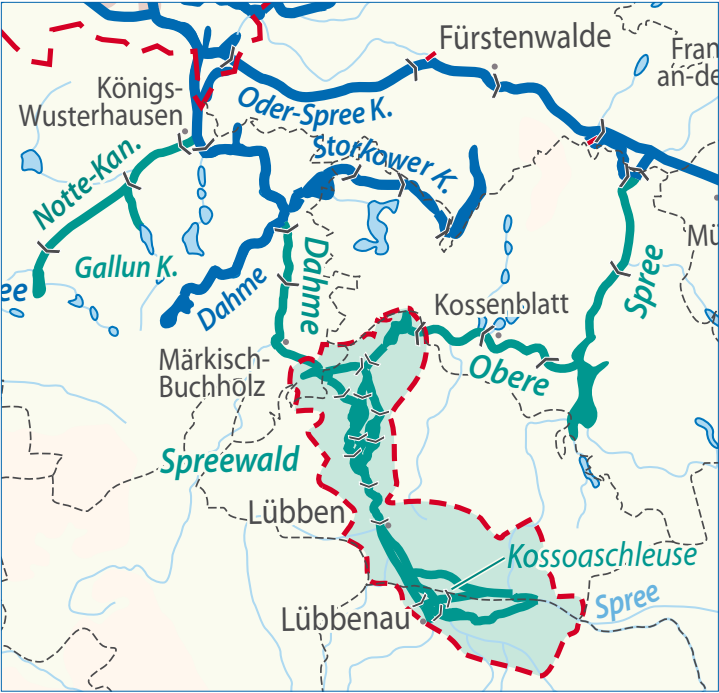 Fürstenwalde
Fran
an-de
Königs-
Wusterhausen
Oder-Spree K.
Storkower K.
Notte-Kan.
Gallun K.
ee
Dahme
Dahme
Spree
Mü
Kossenblatt
Obere
Märkisch-
Buchholz
Spreewald
Lübben
Kossoaschleuse
Spree
Lübbenau